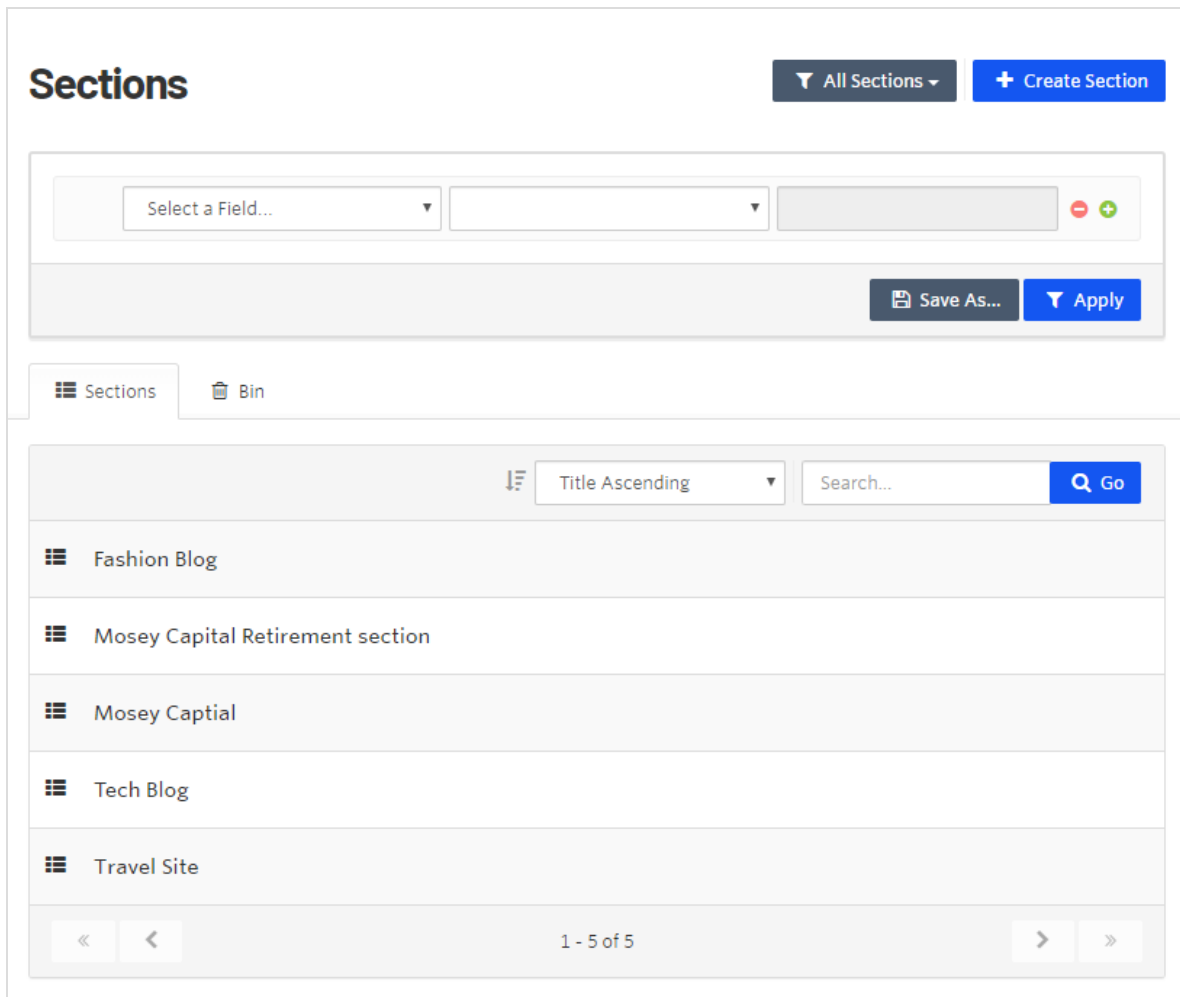 Sections
All Sections
Create Section
Select a Field...
Save As...
Apply
Sections
Bin
Title Ascending
Search...
Go
Fashion Blog
Mosey Capital Retirement section
Mosey Captial
Tech Blog
Travel Site
1 - 5 of 5